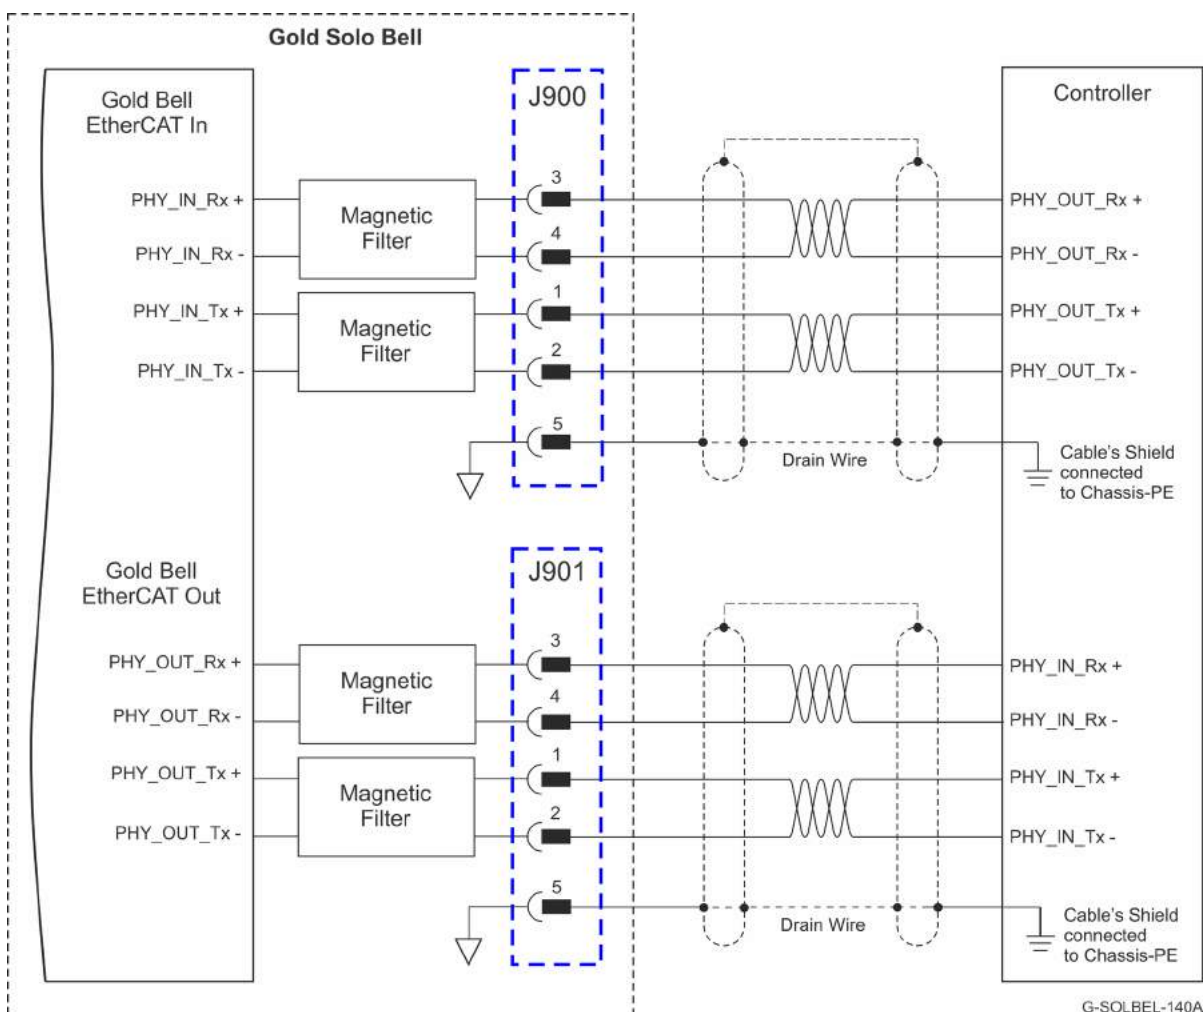 Gold Solo Bell
Gold Bell
EtherCAT In
J900
Controller
PHY_IN_Rx +
Magnetic
Filter
3
PHY_OUT_Rx +
PHY_IN_Rx -
4
PHY_OUT_Rx -
PHY_IN_Tx +
Magnetic
Filter
1
PHY_OUT_Tx +
PHY_IN_Tx -
2
PHY_OUT_Tx -
5
Drain Wire
Cable's Shield
connected
to Chassis-PE
Gold Bell
EtherCAT Out
J901
PHY_OUT_Rx +
Magnetic
Filter
3
PHY_IN_Rx +
PHY_OUT_Rx -
4
PHY_IN_Rx -
PHY_OUT_Tx +
Magnetic
Filter
1
PHY_IN_Tx +
PHY_OUT_Tx -
2
PHY_IN_Tx -
5
Drain Wire
Cable's Shield
connected
to Chassis-PE
G-SOLBEL-140A